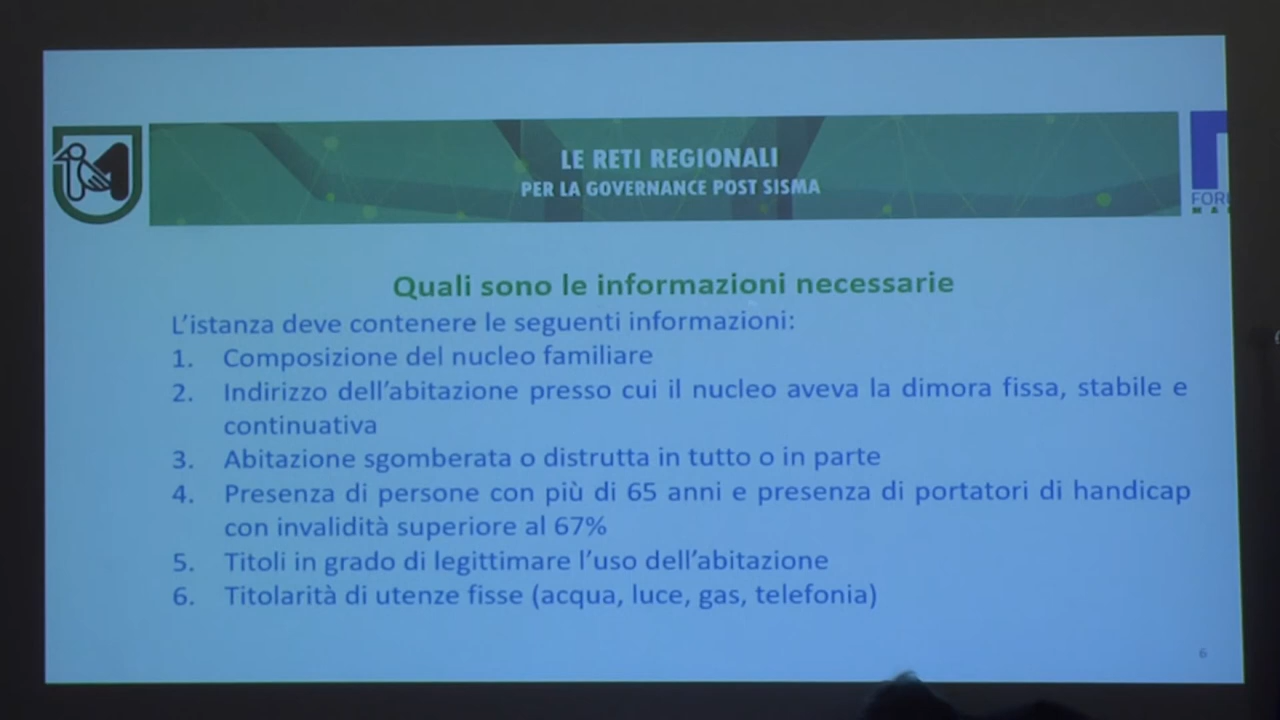 LE RETI REGIONALI
PER LA GOVERNANCE POST SISMA
Quali sono le informazioni necessarie
L'istanza deve contenere le seguenti informazioni:
1. Composizione del nucleo familiare
2. Indirizzo dell'abitazione presso cui il nucleo aveva la dimora fissa, stabile e
continuativa
3. Abitazione sgomberata o distrutta in tutto o in parte
4. Presenza di persone con più di 65 anni e presenza di portatori di handicap
con invalidità superiore al 67%
5. Titoli in grado di legittimare l'uso dell'abitazione
6. Titolarità di utenze fisse (acqua, luce, gas, telefonia)
6